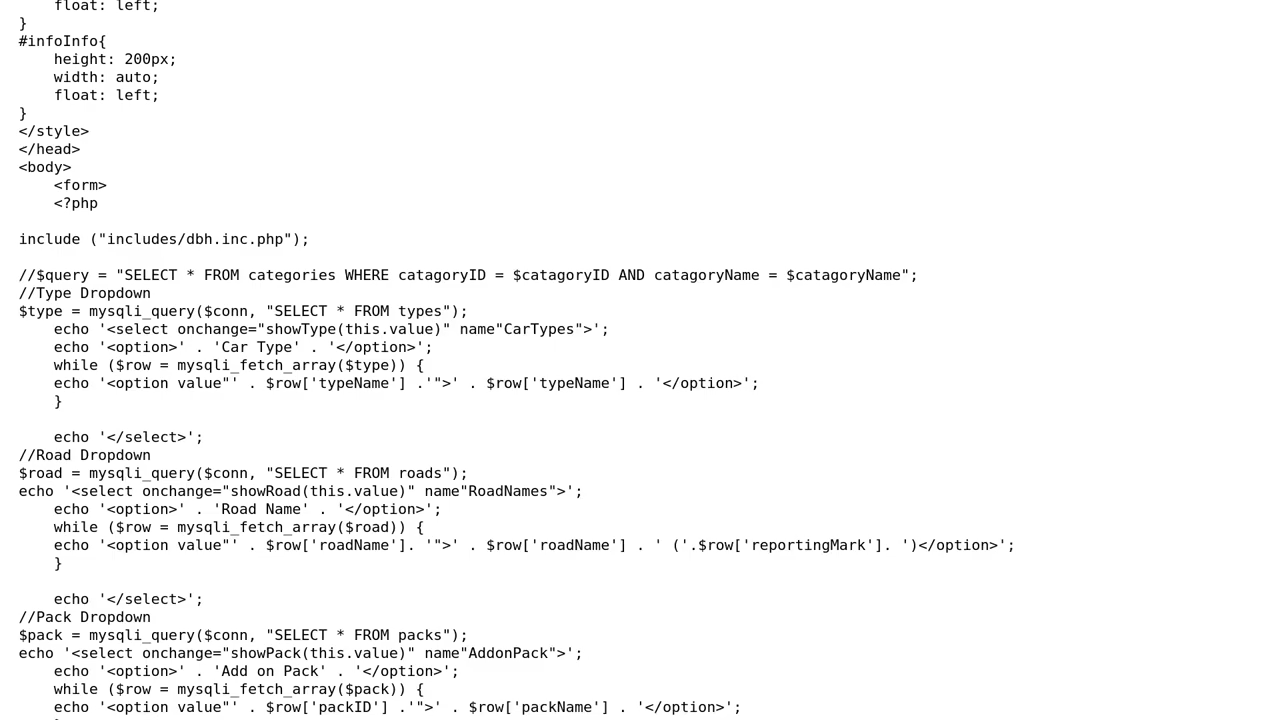 float: left;
}
#infoInfo{
    height: 200px;
    width: auto;
    float: left;
}
</style>
</head>
<body>
    <form>
    <?php

include ("includes/dbh.inc.php");

//$query = "SELECT * FROM categories WHERE catagoryID = $catagoryID AND catagoryName = $catagoryName";
//Type Dropdown
$type = mysqli_query($conn, "SELECT * FROM types");
    echo '<select onchange="showType(this.value)" name"CarTypes">';
    echo '<option>' . 'Car Type' . '</option>';
    while ($row = mysqli_fetch_array($type)) {
    echo '<option value"' . $row['typeName'] .'">' . $row['typeName'] . '</option>';
    }

    echo '</select>';
//Road Dropdown
$road = mysqli_query($conn, "SELECT * FROM roads");
echo '<select onchange="showRoad(this.value)" name"RoadNames">';
    echo '<option>' . 'Road Name' . '</option>';
    while ($row = mysqli_fetch_array($road)) {
    echo '<option value"' . $row['roadName']. '">' . $row['roadName'] . ' ('.$row['reportingMark']. ')</option>';
    }

    echo '</select>';
//Pack Dropdown
$pack = mysqli_query($conn, "SELECT * FROM packs");
echo '<select onchange="showPack(this.value)" name"AddonPack">';
    echo '<option>' . 'Add on Pack' . '</option>';
    while ($row = mysqli_fetch_array($pack)) {
    echo '<option value"' . $row['packID'] .'">' . $row['packName'] . '</option>';